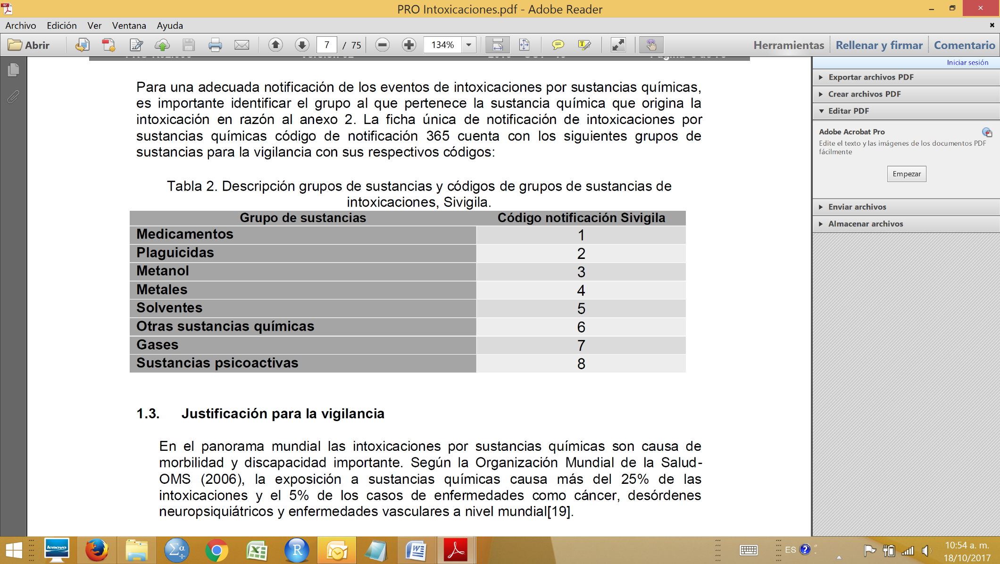 PRO Intoxicaciones.pdf - Adobe Reader
Archivo Edición Ver Ventana Ayuda
Abrir 7 / 75 134% Herramientas Rellenar y firmar Comentario
Iniciar sesión
Exportar archivos PDF
Crear archivos PDF
Editar PDF
Adobe Acrobat Pro
Edite el texto y las imágenes de los documentos PDF
fácilmente
Empezar
Enviar archivos
Almacenar archivos
Para una adecuada notificación de los eventos de intoxicaciones por sustancias químicas,
es importante identificar el grupo al que pertenece la sustancia química que origina la
intoxicación en razón al anexo 2. La ficha única de notificación de intoxicaciones por
sustancias químicas código de notificación 365 cuenta con los siguientes grupos de
sustancias para la vigilancia con sus respectivos códigos:
Tabla 2. Descripción grupos de sustancias y códigos de grupos de sustancias de
intoxicaciones, Sivigila.
Grupo de sustancias Código notificación Sivigila
Medicamentos 1
Plaguicidas 2
Metanol 3
Metales 4
Solventes 5
Otras sustancias químicas 6
Gases 7
Sustancias psicoactivas 8
1.3. Justificación para la vigilancia
En el panorama mundial las intoxicaciones por sustancias químicas son causa de
morbilidad y discapacidad importante. Según la Organización Mundial de la Salud-
OMS (2006), la exposición a sustancias químicas causa más del 25% de las
intoxicaciones y el 5% de los casos de enfermedades como cáncer, desórdenes
neuropsiquiátricos y enfermedades vasculares a nivel mundial[19].
lenovo
ES
10:54 a. m.
18/10/2017